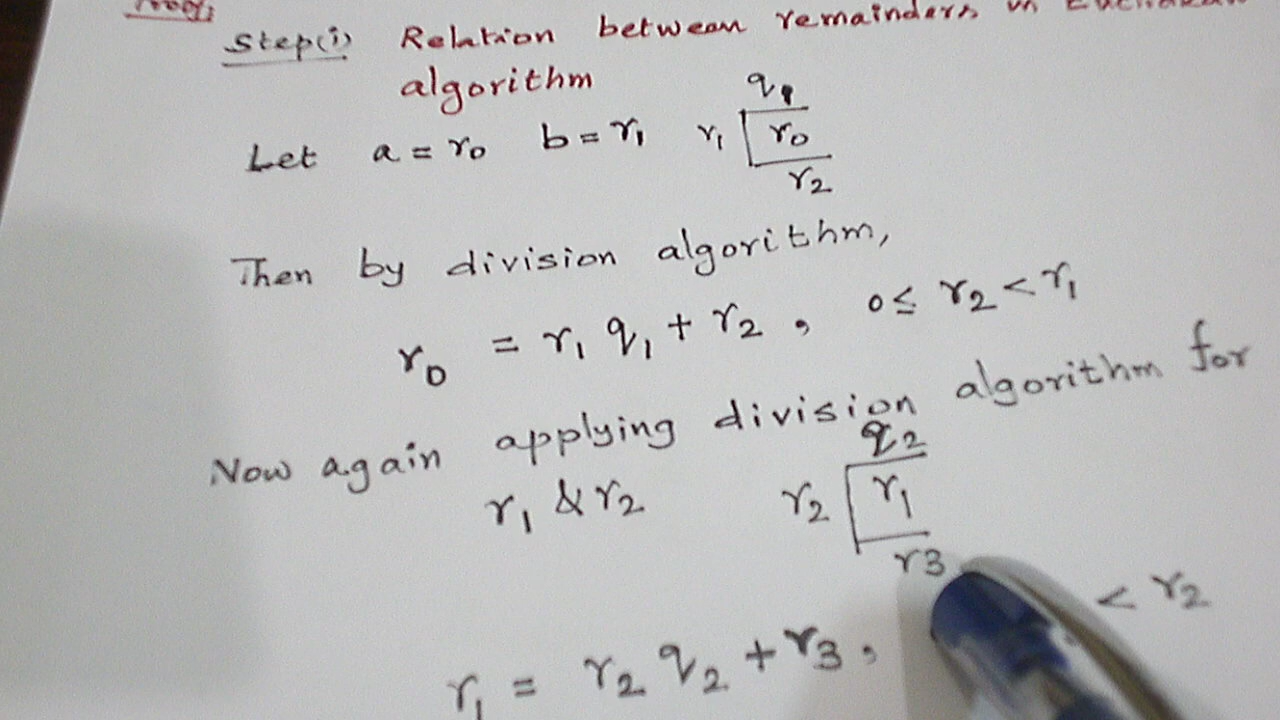 Proof:
Step(i) Relation between remainders in Euclidean
algorithm
Let a = r₀ b = r₁ r₁ r₀ q₁ r₂
Then by division algorithm,
r₀ = r₁ q₁ + r₂ , 0 ≤ r₂ < r₁
Now again applying division algorithm for
r₁ & r₂ r₂ r₁ q₂ r₃
r₁ = r₂ q₂ + r₃ , < r₂